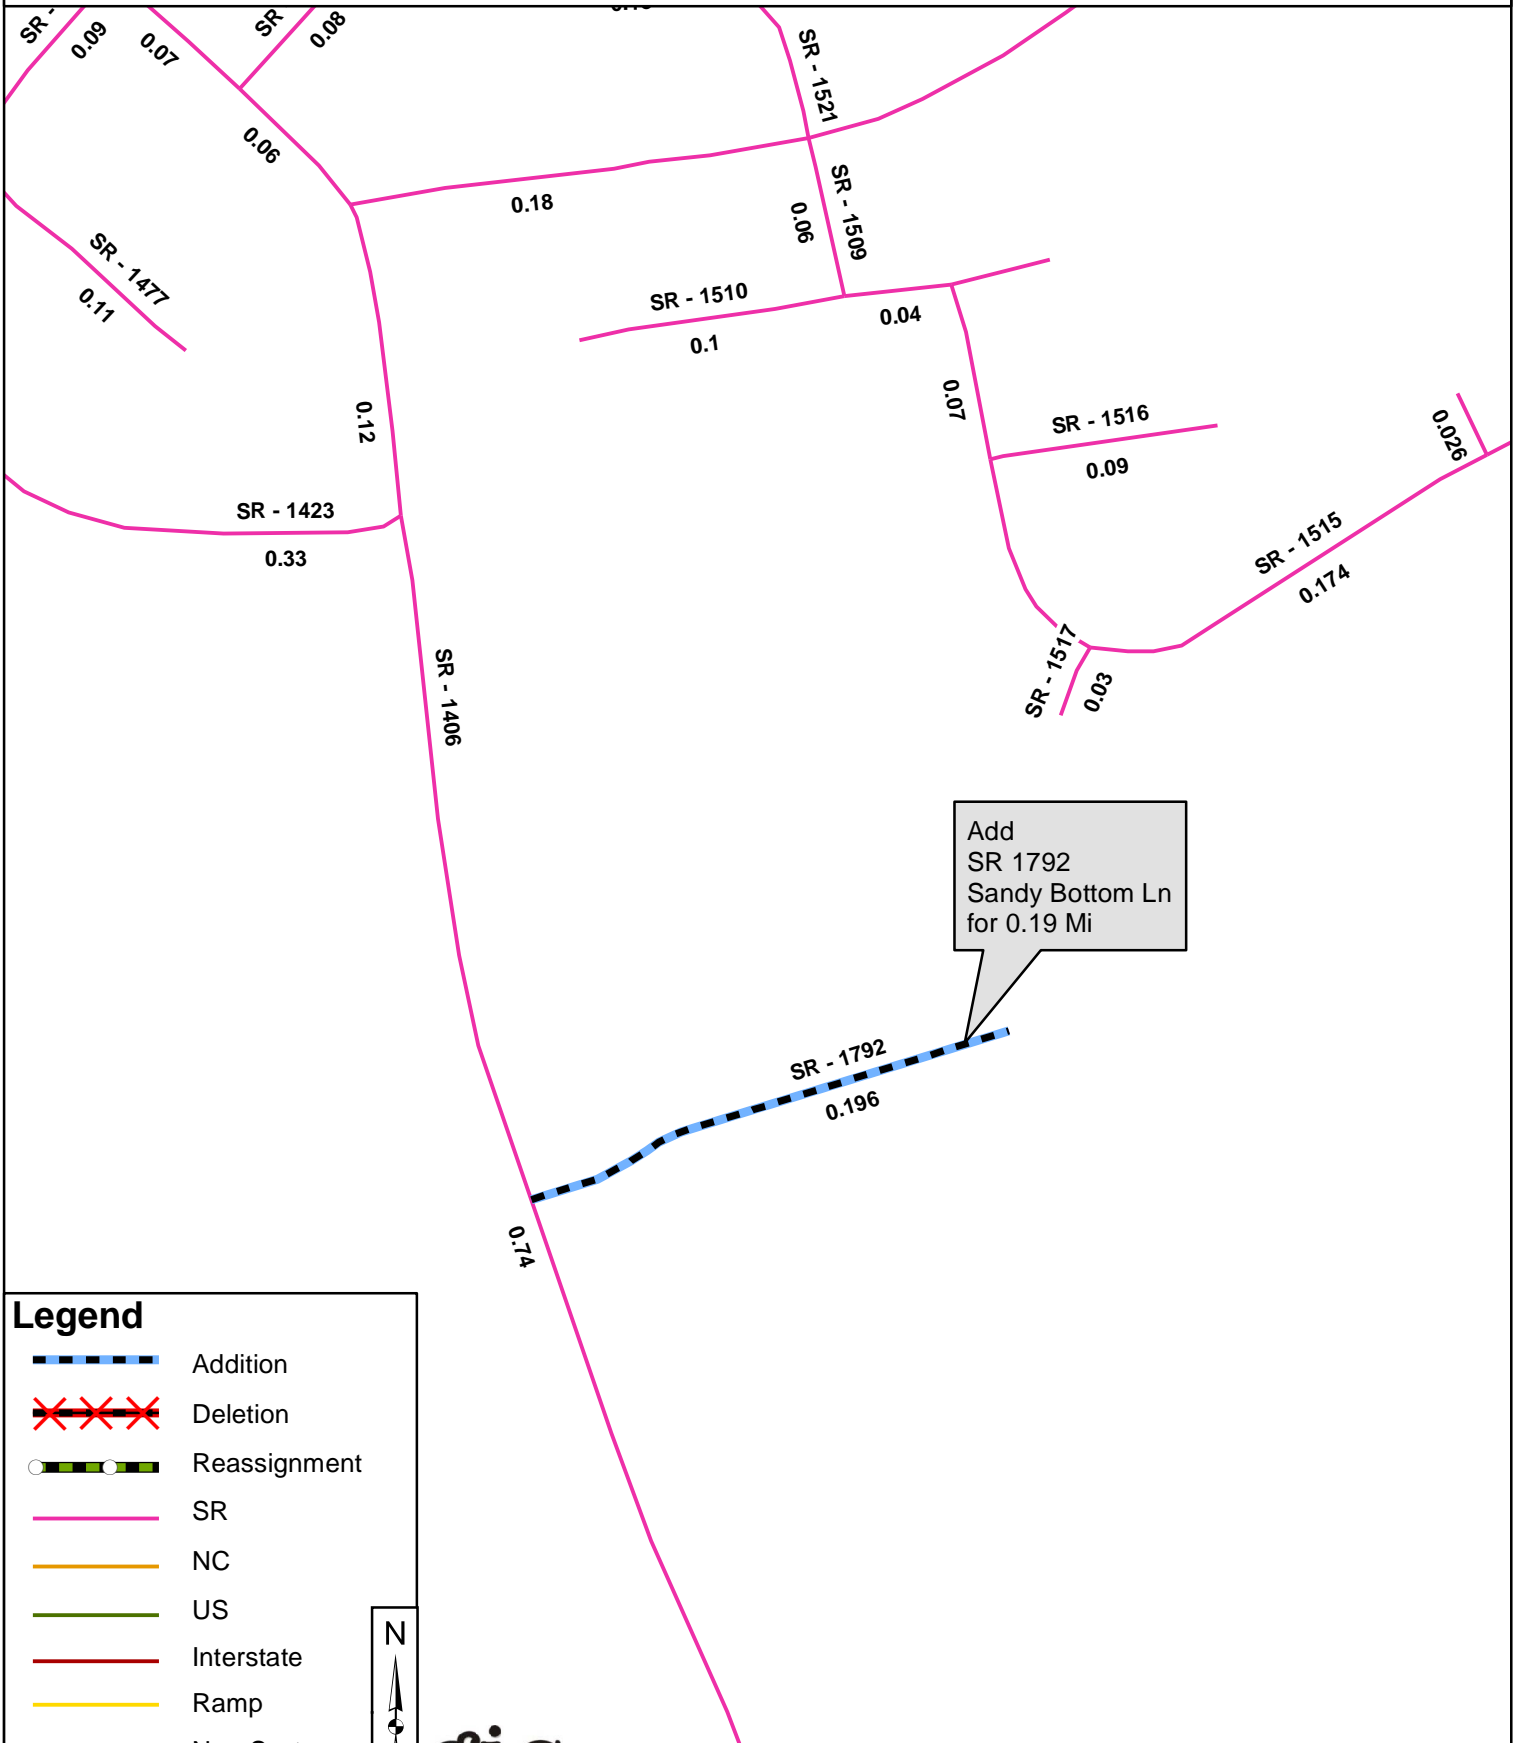 SR -
0.09
0.07
SR
0.08
SR - 1521
0.06
0.18
0.06
SR - 1509
SR - 1477
0.11
SR - 1510
0.1
0.04
0.12
0.07
SR - 1516
0.09
0.026
SR - 1423
0.33
SR - 1515
0.174
SR - 1406
SR - 1517
0.03
Add
SR 1792
Sandy Bottom Ln
for 0.19 Mi
SR - 1792
0.196
0.74
Legend
Addition
Deletion
Reassignment
SR
NC
US
Interstate
Ramp
N